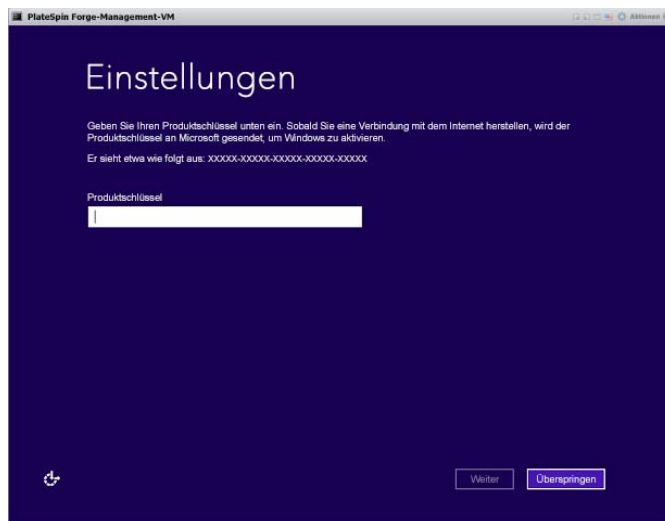 PlateSpin Forge-Management-VM
Aktionen
Einstellungen
Geben Sie Ihren Produktschlüssel unten ein. Sobald Sie eine Verbindung mit dem Internet herstellen, wird der
Produktschlüssel an Microsoft gesendet, um Windows zu aktivieren.
Er sieht etwa wie folgt aus: XXXXX-XXXXX-XXXXX-XXXXX-XXXXX
Produktschlüssel
Weiter
Überspringen